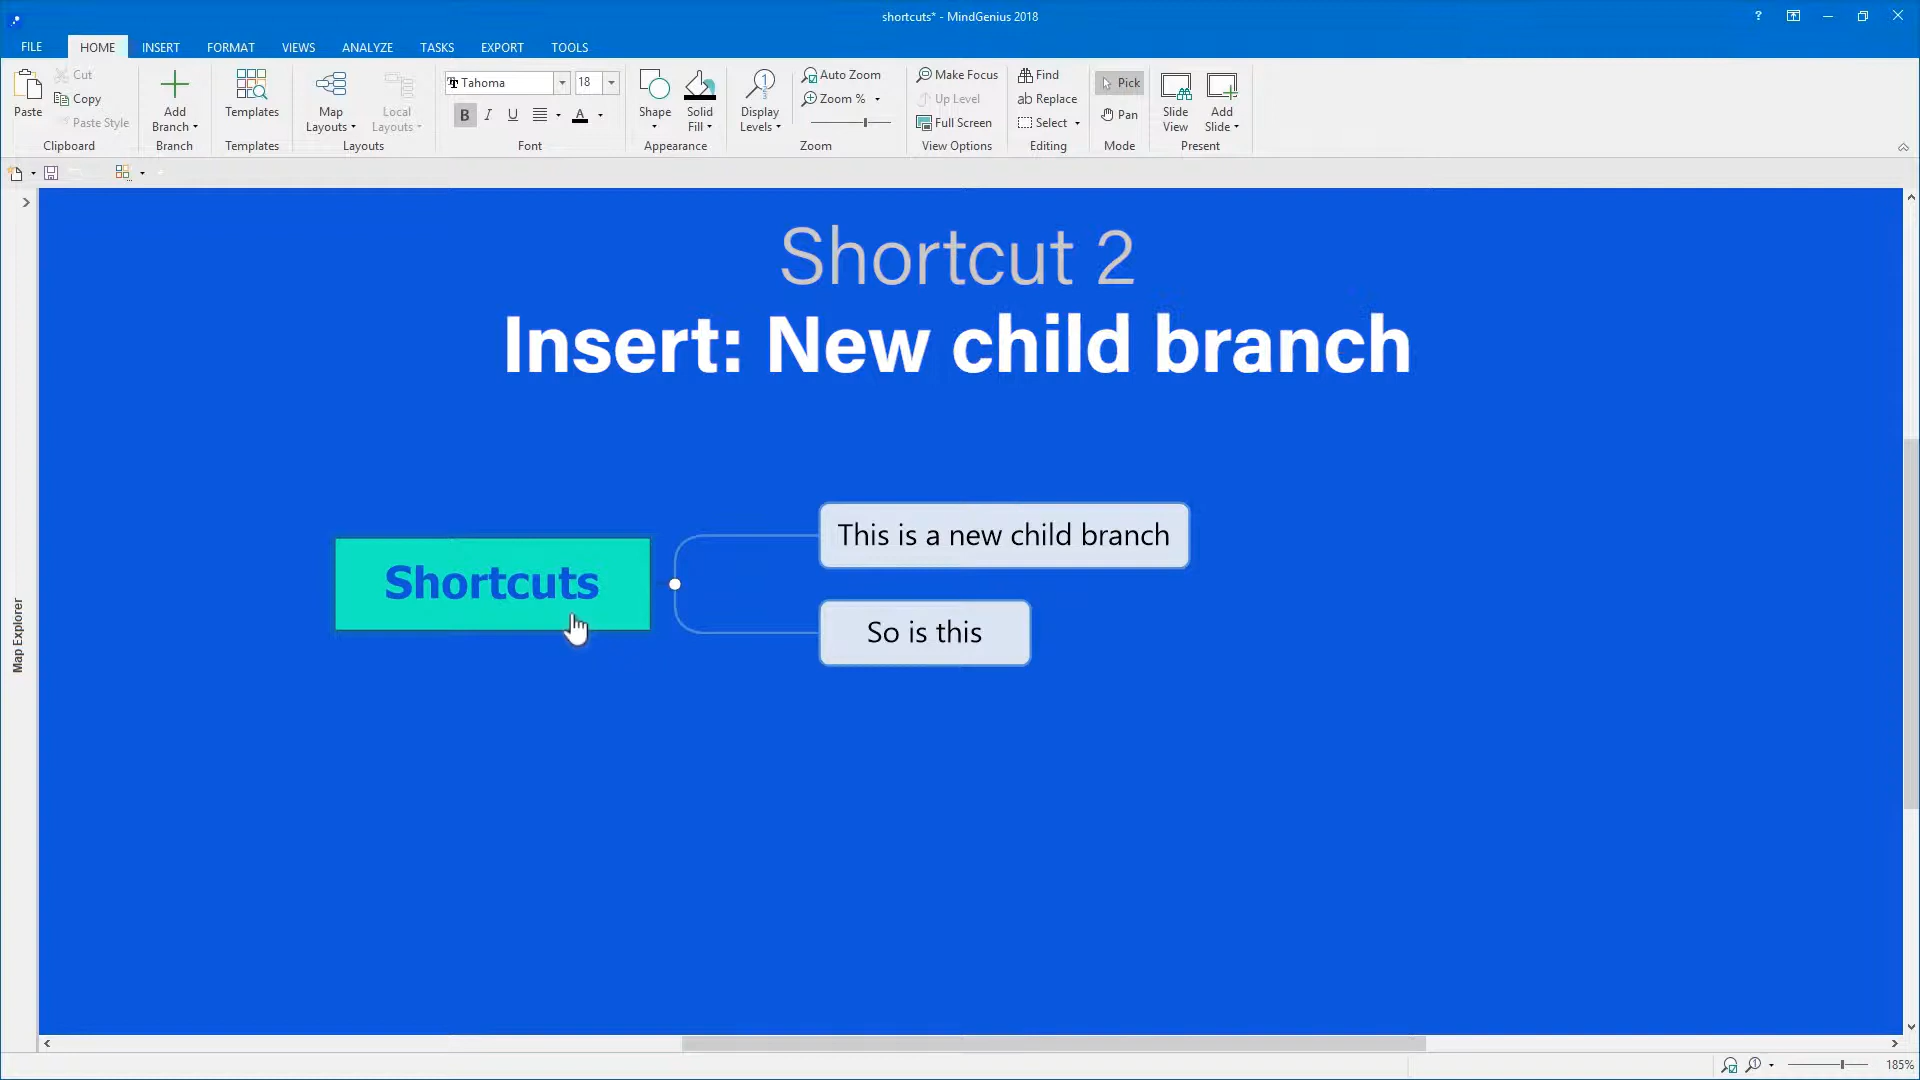 shortcuts* - MindGenius 2018
?
FILE
HOME
INSERT
FORMAT
VIEWS
ANALYZE
TASKS
EXPORT
TOOLS
Paste
Cut
Copy
Paste Style
Clipboard
Add
Branch
Branch
Templates
Templates
Map
Layouts
Local
Layouts
Layouts
Tahoma
18
B I U A
Font
Shape
Solid
Fill
Appearance
Display
Levels
Auto Zoom
Zoom %
Zoom
Make Focus
Up Level
Full Screen
View Options
Find
Replace
Select
Editing
Pick
Pan
Mode
Slide
View
Add
Slide
Present
Map Explorer
Shortcut 2
Insert: New child branch
Shortcuts
This is a new child branch
So is this
185%